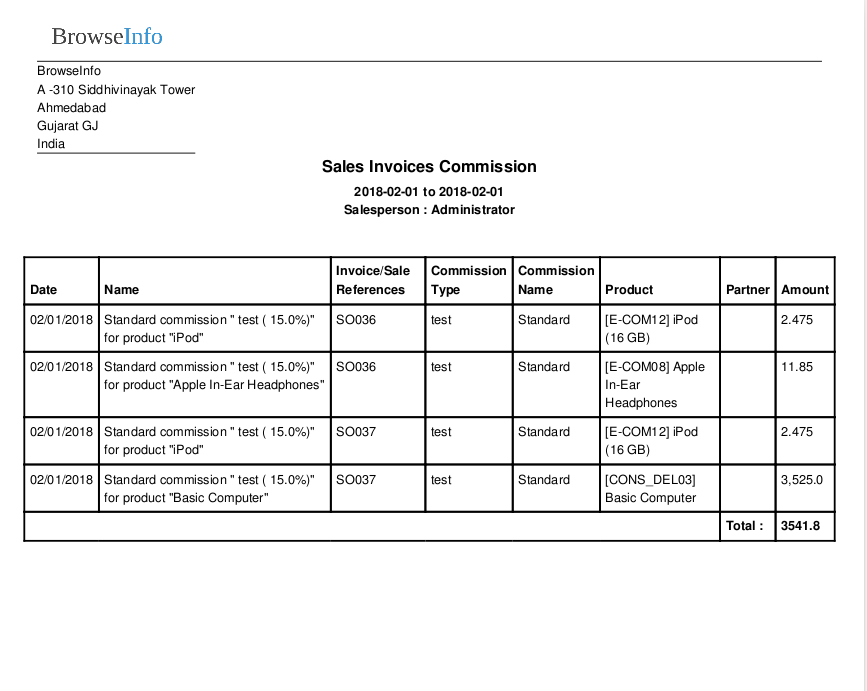 BrowseInfo
BrowseInfo
A -310 Siddhivinayak Tower
Ahmedabad
Gujarat GJ
India
Sales Invoices Commission
2018-02-01 to 2018-02-01
Salesperson : Administrator
Date Name Invoice/Sale References Commission Type Commission Name Product Partner Amount
02/01/2018 Standard commission " test ( 15.0%)" SO036 test Standard [E-COM12] iPod 2.475
for product "iPod" (16 GB)
02/01/2018 Standard commission " test ( 15.0%)" SO036 test Standard [E-COM08] Apple 11.85
for product "Apple In-Ear Headphones" In-Ear
Headphones
02/01/2018 Standard commission " test ( 15.0%)" SO037 test Standard [E-COM12] iPod 2.475
for product "iPod" (16 GB)
02/01/2018 Standard commission " test ( 15.0%)" SO037 test Standard [CONS_DEL03] 3,525.0
for product "Basic Computer" Basic Computer
Total : 3541.8